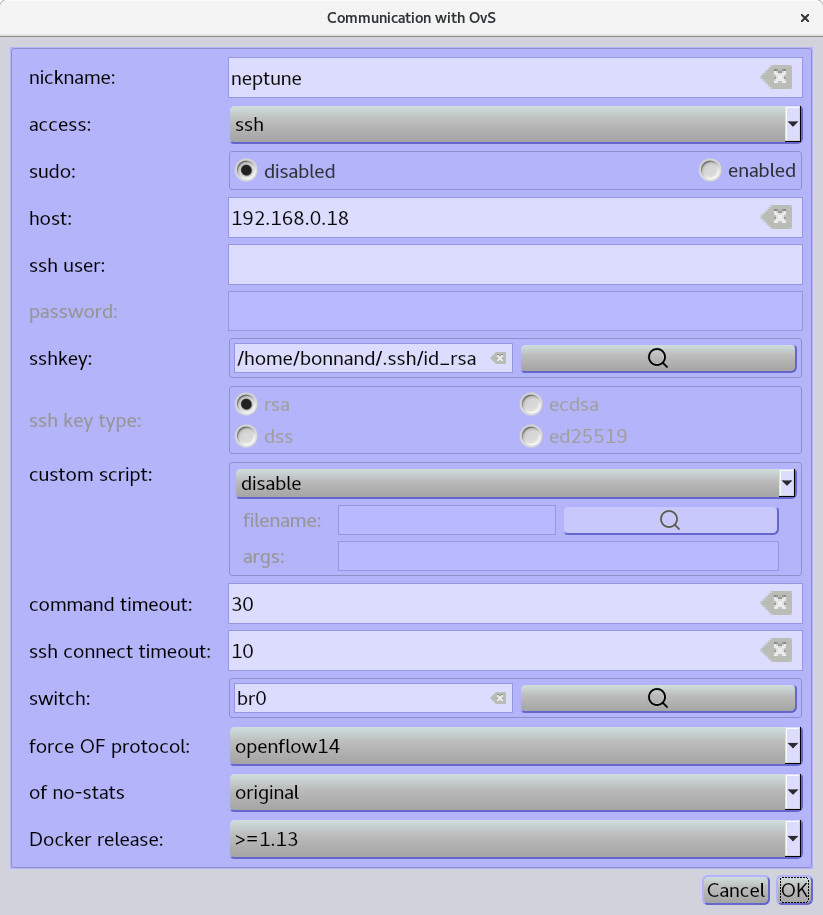 Communication with OvS
nickname: neptune
access: ssh
sudo: disabled enabled
host: 192.168.0.18
ssh user:
password:
sshkey: /home/bonnand/.ssh/id_rsa
ssh key type: rsa ecdsa
dss ed25519
custom script: disable
filename:
args:
command timeout: 30
ssh connect timeout: 10
switch: br0
force OF protocol: openflow14
of no-stats original
Docker release: >=1.13
Cancel OK